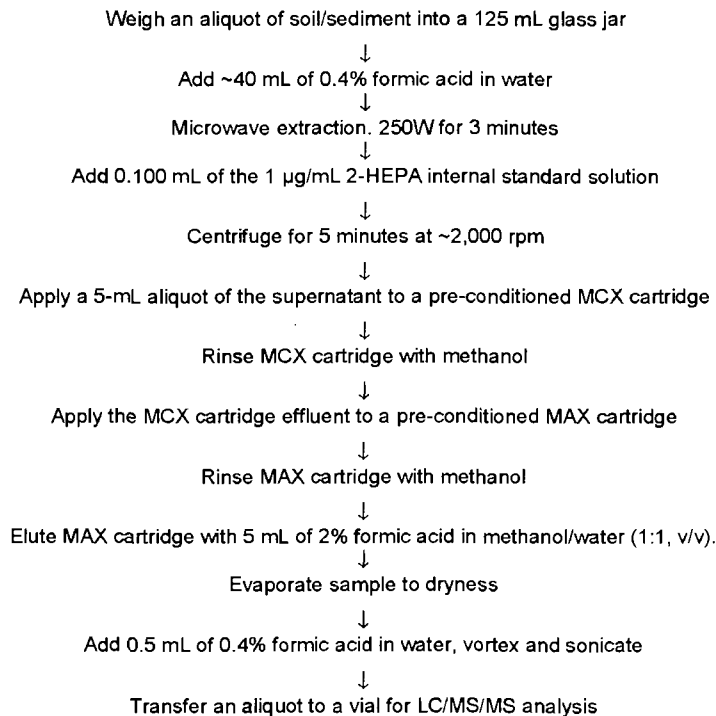 Weigh an aliquot of soil/sediment into a 125 mL glass jar
↓
Add ~40 mL of 0.4% formic acid in water
↓
Microwave extraction. 250W for 3 minutes
↓
Add 0.100 mL of the 1 µg/mL 2-HEPA internal standard solution
↓
Centrifuge for 5 minutes at ~2,000 rpm
↓
Apply a 5-mL aliquot of the supernatant to a pre-conditioned MCX cartridge
↓
Rinse MCX cartridge with methanol
↓
Apply the MCX cartridge effluent to a pre-conditioned MAX cartridge
↓
Rinse MAX cartridge with methanol
↓
Elute MAX cartridge with 5 mL of 2% formic acid in methanol/water (1:1, v/v).
↓
Evaporate sample to dryness
↓
Add 0.5 mL of 0.4% formic acid in water, vortex and sonicate
↓
Transfer an aliquot to a vial for LC/MS/MS analysis